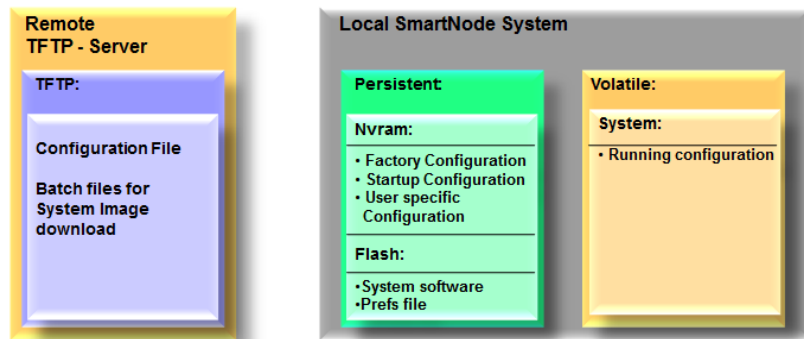 Remote
TFTP - Server
TFTP:
Configuration File
Batch files for
System Image
download
Local SmartNode System
Persistent:
Nvram:
• Factory Configuration
• Startup Configuration
• User specific
Configuration
Flash:
•System software
•Prefs file
Volatile:
System:
• Running configuration